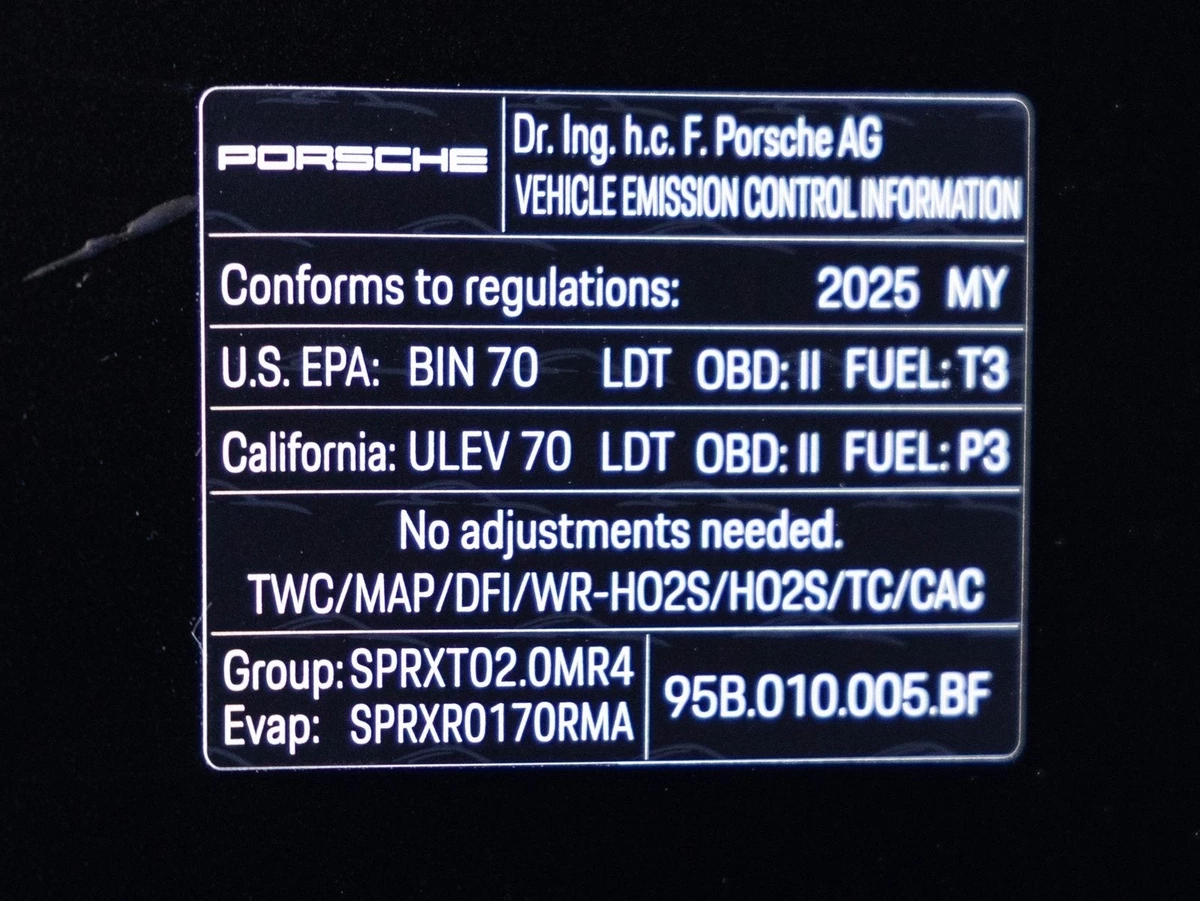 PORSCHE
Dr. Ing. h.c. F. Porsche AG
VEHICLE EMISSION CONTROL INFORMATION
Conforms to regulations: 2025 MY
U.S. EPA: BIN 70 LDT OBD: II FUEL: T3
California: ULEV 70 LDT OBD: II FUEL: P3
No adjustments needed.
TWC/MAP/DFI/WR-HO2S/HO2S/TC/CAC
Group: SPRXT02.0MR4
Evap: SPRXR0170RMA
95B.010.005.BF